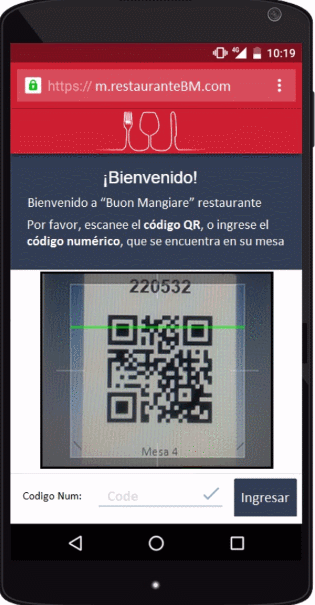 10:19
https:// m.restauranteBM.com
¡Bienvenido!
Bienvenido a “Buon Mangiare” restaurante
Por favor, escanee el código QR, o ingrese el
código numérico, que se encuentra en su mesa
220532
Mesa 4
Codigo Num: Code Ingresar